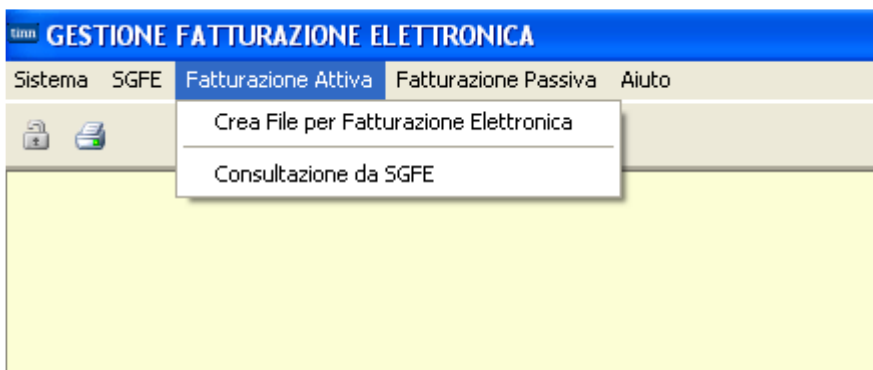 tinn GESTIONE FATTURAZIONE ELETTRONICA
Sistema SGFE Fatturazione Attiva Fatturazione Passiva Aiuto
Crea File per Fatturazione Elettronica
Consultazione da SGFE